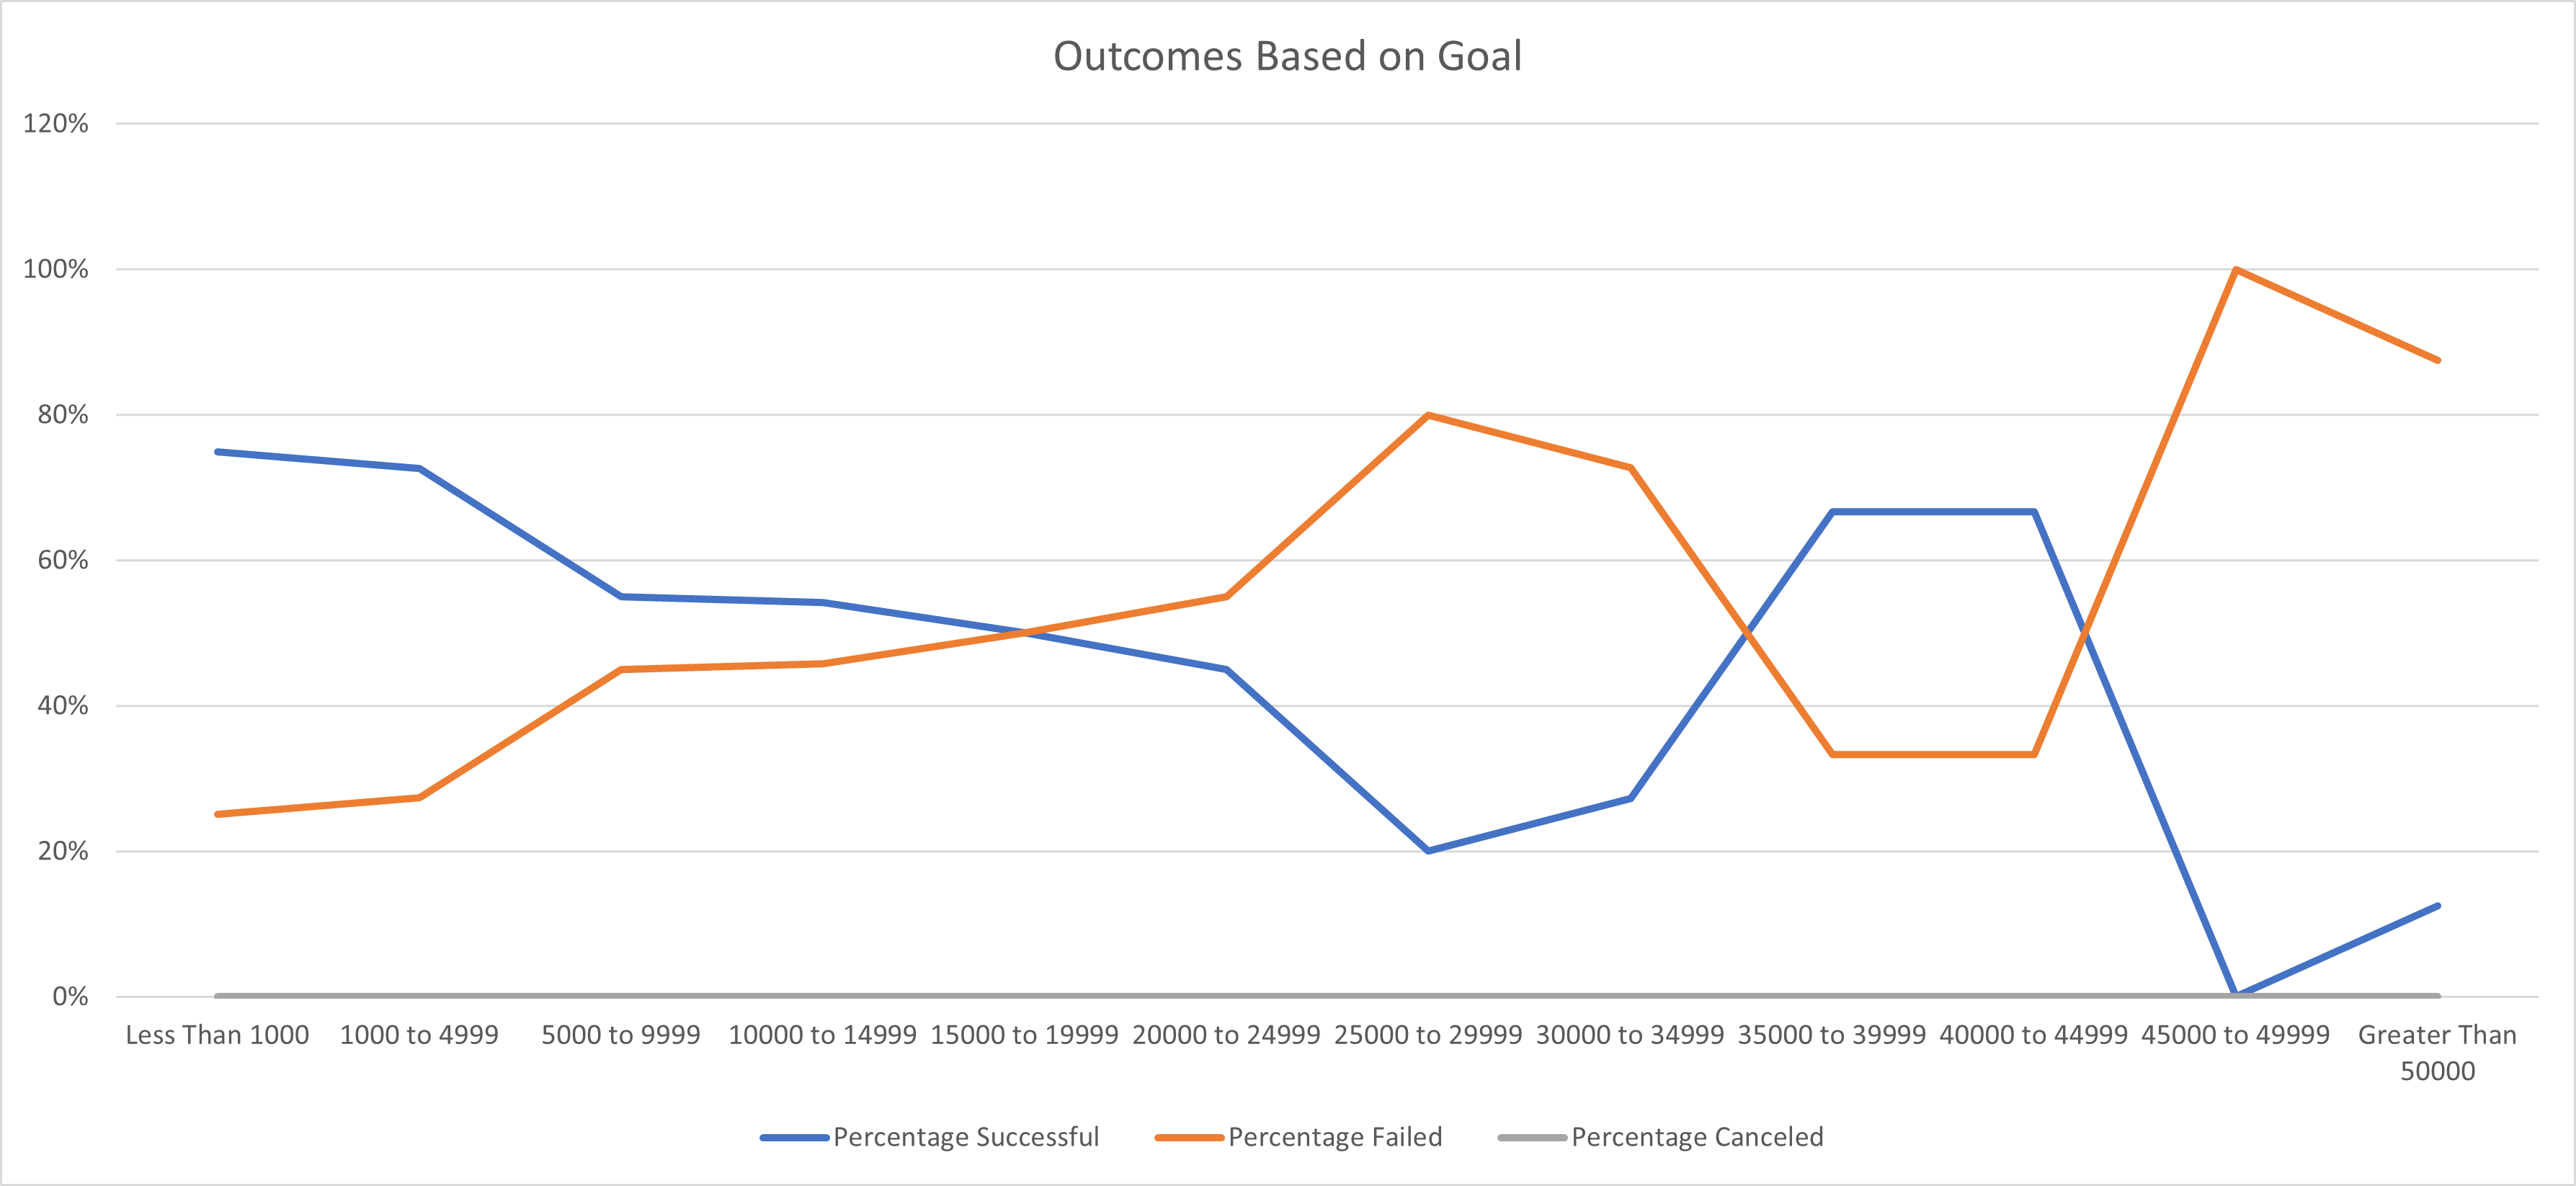 Outcomes Based on Goal
120%
100%
80%
60%
40%
20%
0%
Less Than 1000
1000 to 4999
5000 to 9999
10000 to 14999
15000 to 19999
20000 to 24999
25000 to 29999
30000 to 34999
35000 to 39999
40000 to 44999
45000 to 49999
Greater Than
50000
Percentage Successful
Percentage Failed
Percentage Canceled